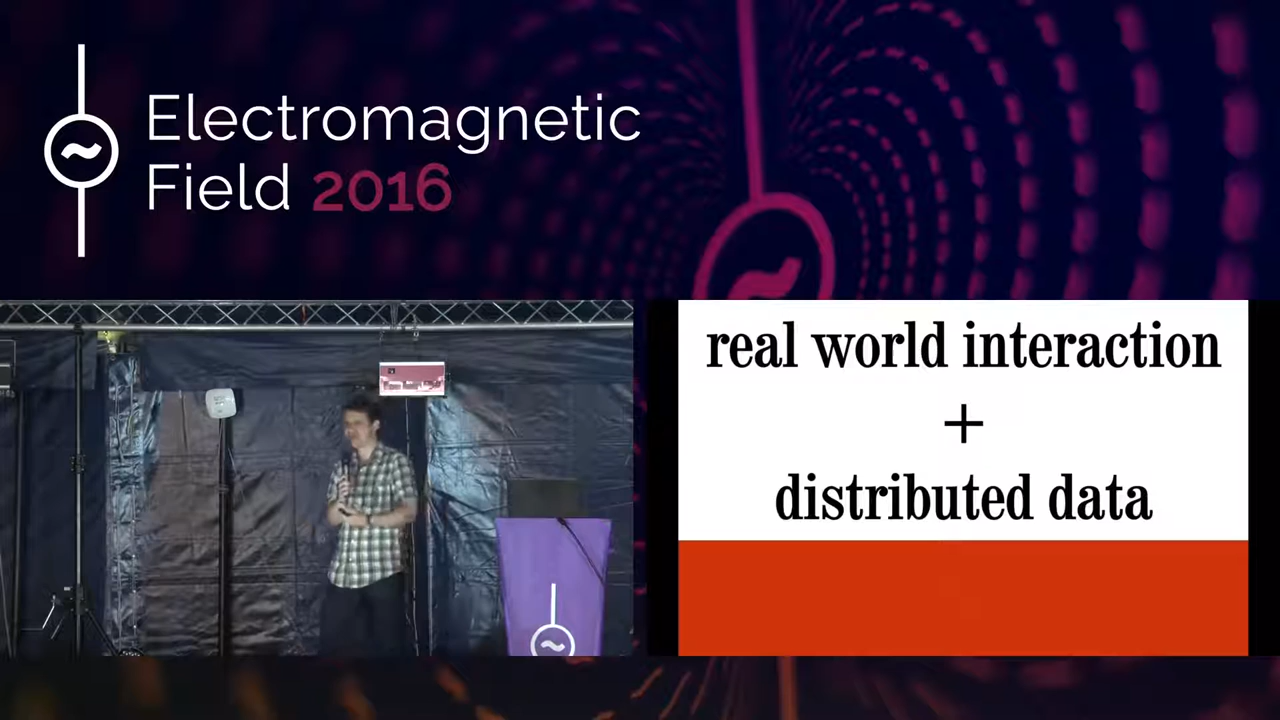 Electromagnetic
Field 2016
real world interaction
+
distributed data